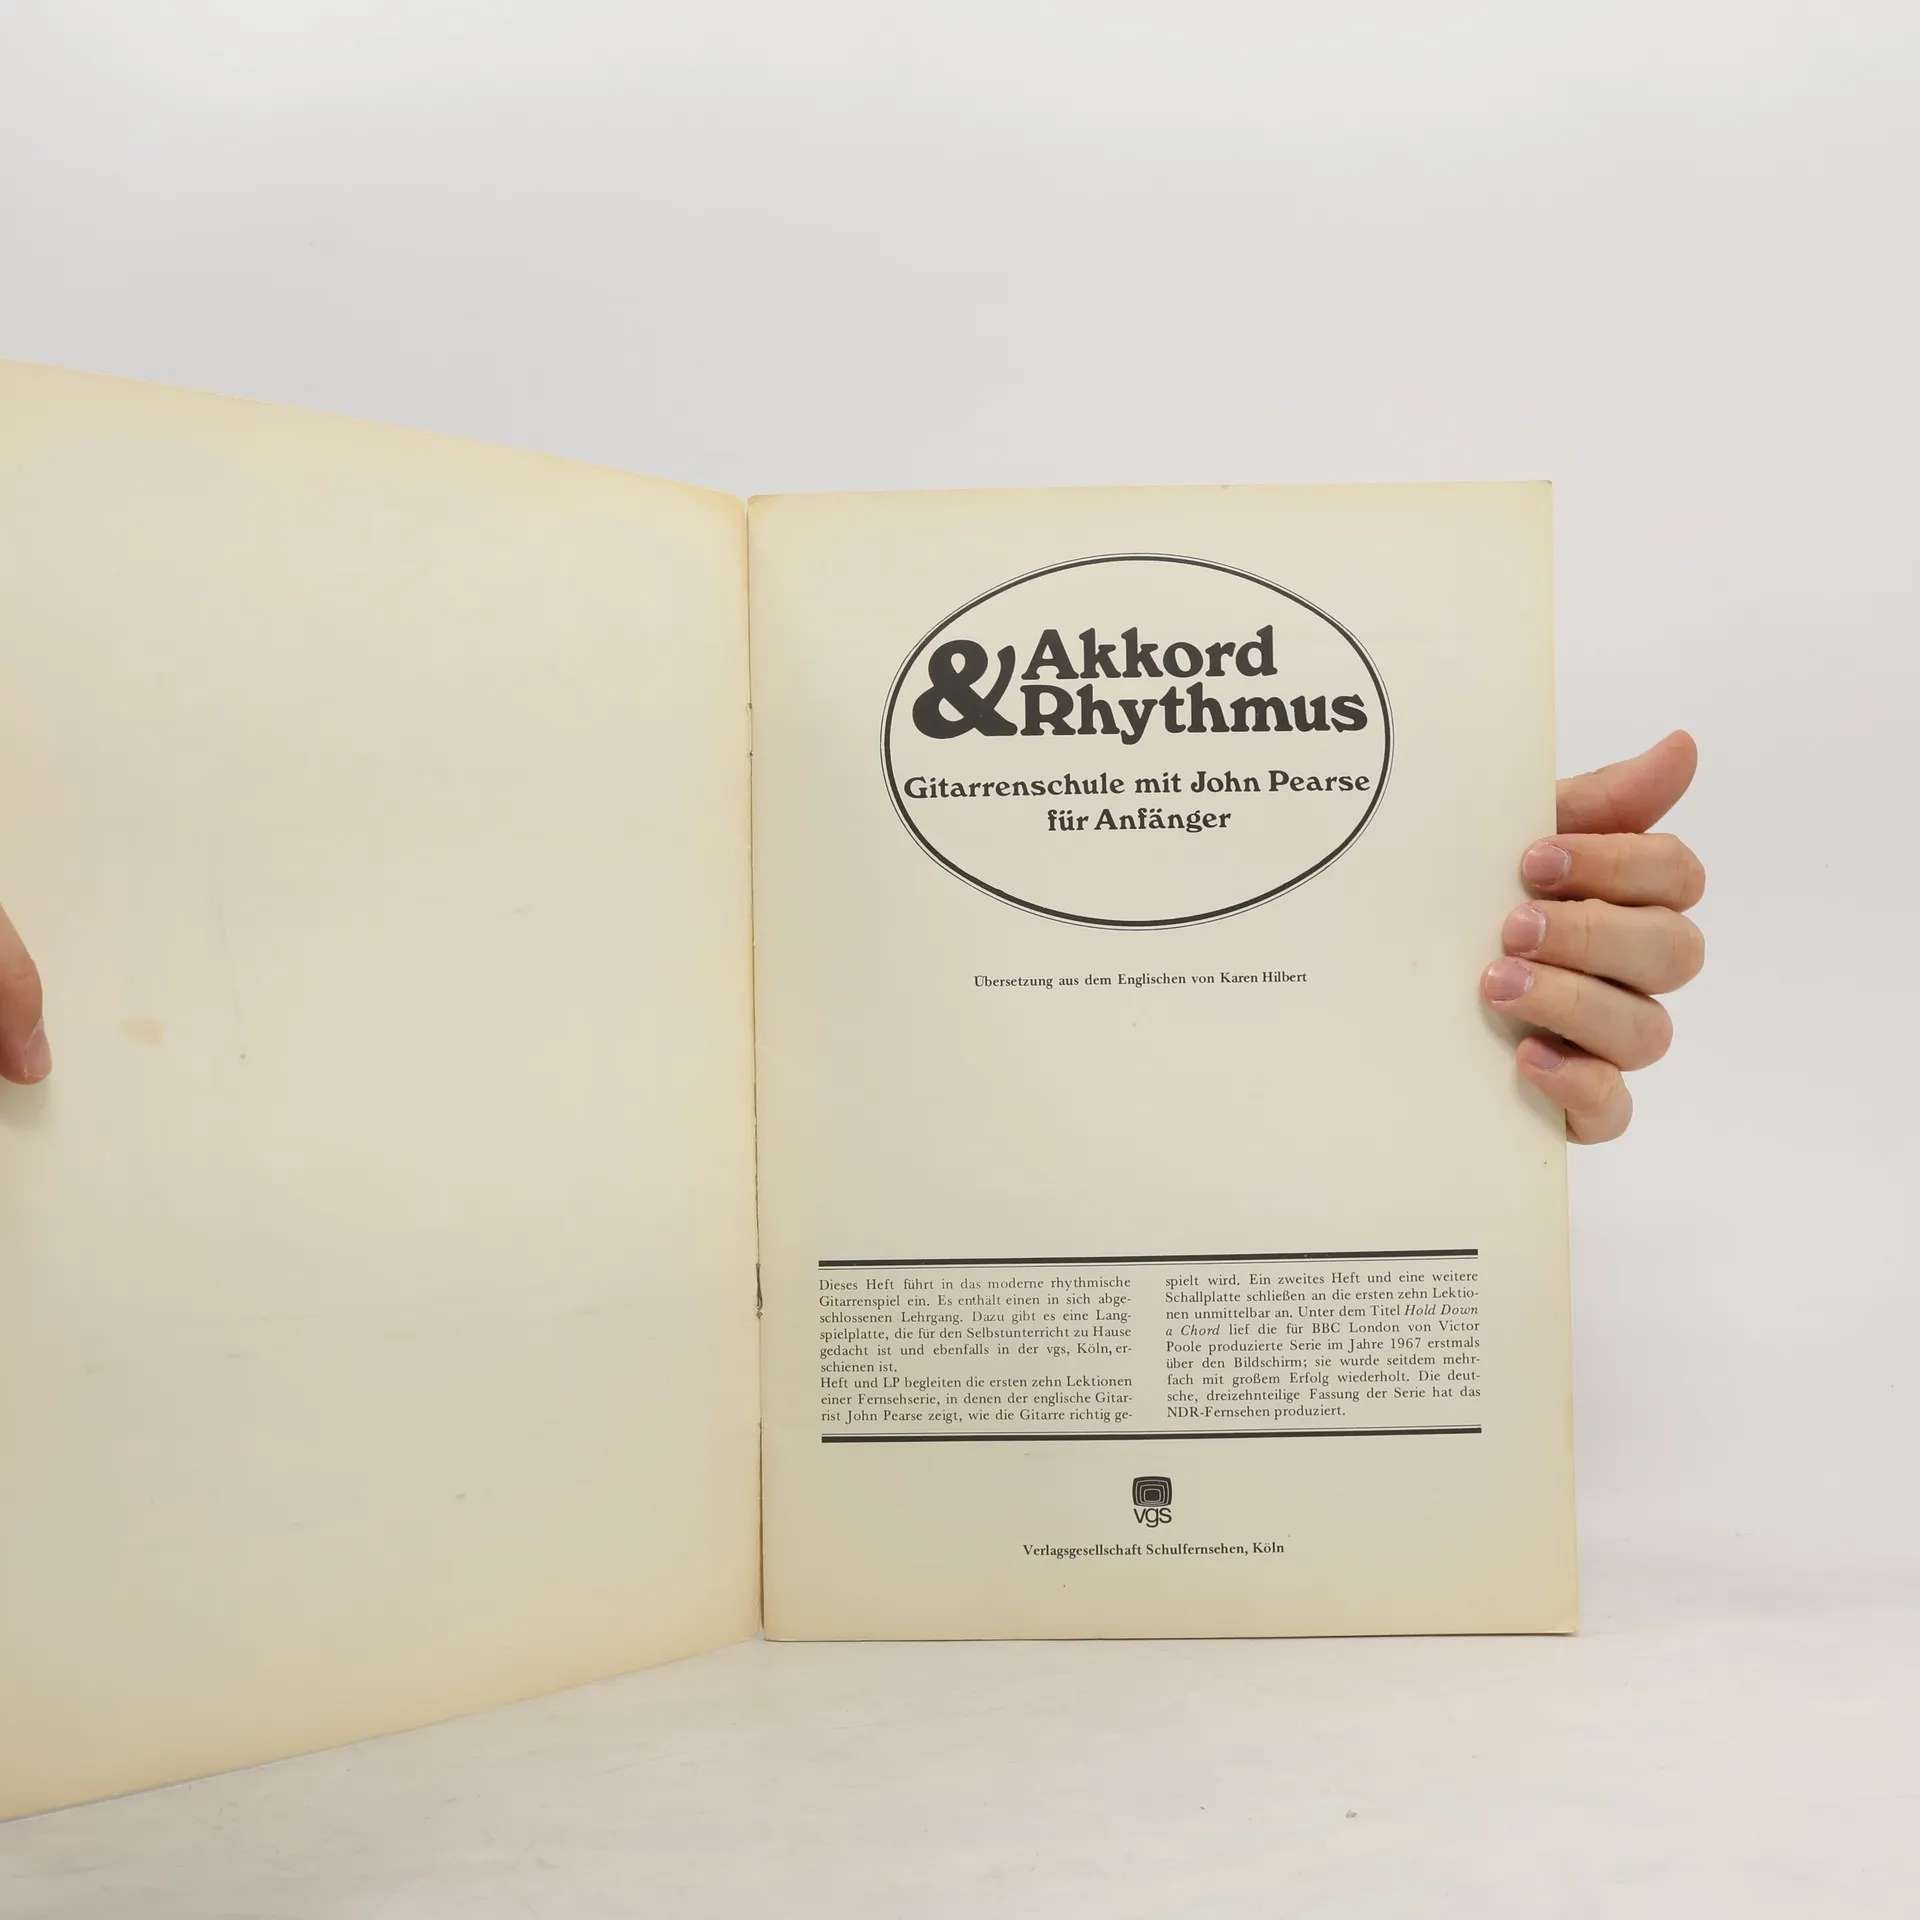 Akkord
& Rhythmus
Gitarrenschule mit John Pearse
für Anfänger
Übersetzung aus dem Englischen von Karen Hilbert
Dieses Heft führt in das moderne rhythmische
Gitarrenspiel ein. Es enthält einen in sich abge-
schlossenen Lehrgang. Dazu gibt es eine Lang-
spielplatte, die für den Selbstunterricht zu Hause
gedacht ist und ebenfalls in der vgs, Köln, er-
schienen ist.
Heft und LP begleiten die ersten zehn Lektionen
einer Fernsehserie, in denen der englische Gitar-
rist John Pearse zeigt, wie die Gitarre richtig ge-
spielt wird. Ein zweites Heft und eine weitere
Schallplatte schließen an die ersten zehn Lektio-
nen unmittelbar an. Unter dem Titel Hold Down
a Chord lief die für BBC London von Victor
Poole produzierte Serie im Jahre 1967 erstmals
über den Bildschirm; sie wurde seitdem mehr-
fach mit großem Erfolg wiederholt. Die deut-
sche, dreizehnteilige Fassung der Serie hat das
NDR-Fernsehen produziert.
vgs
Verlagsgesellschaft Schulfernsehen, Köln